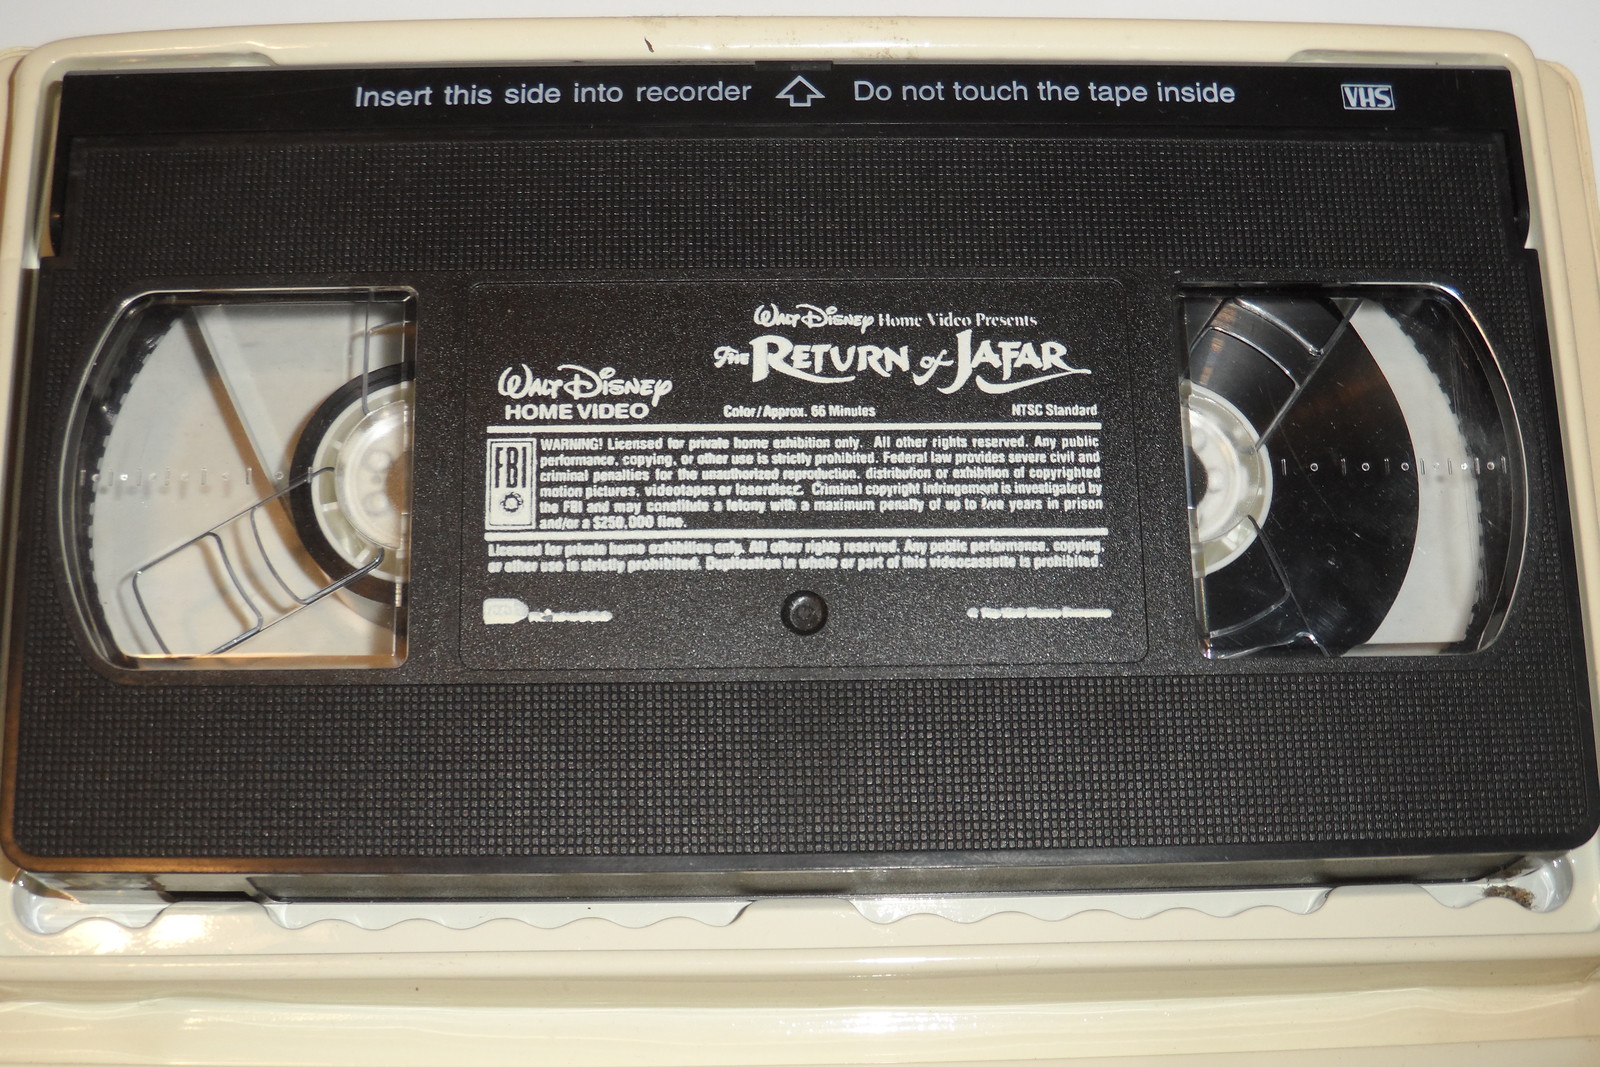 Insert this side into recorder Do not touch the tape inside VHS
Walt Disney Home Video Presents
The Return of Jafar
Walt Disney
HOME VIDEO
Color/Approx. 66 Minutes NTSC Standard
FBI
WARNING! Licensed for private home exhibition only. All other rights reserved. Any public
performance, copying, or other use is strictly prohibited. Federal law provides severe civil and
criminal penalties for the unauthorized reproduction, distribution or exhibition of copyrighted
motion pictures, videotapes or laserdiscs. Criminal copyright infringement is investigated by
the FBI and may constitute a felony with a maximum penalty of up to five years in prison
and/or a $250,000 fine.
Licensed for private home exhibition only. All other rights reserved. Any public performance, copying,
or other use is strictly prohibited. Duplication in whole or part of this videocassette is prohibited.